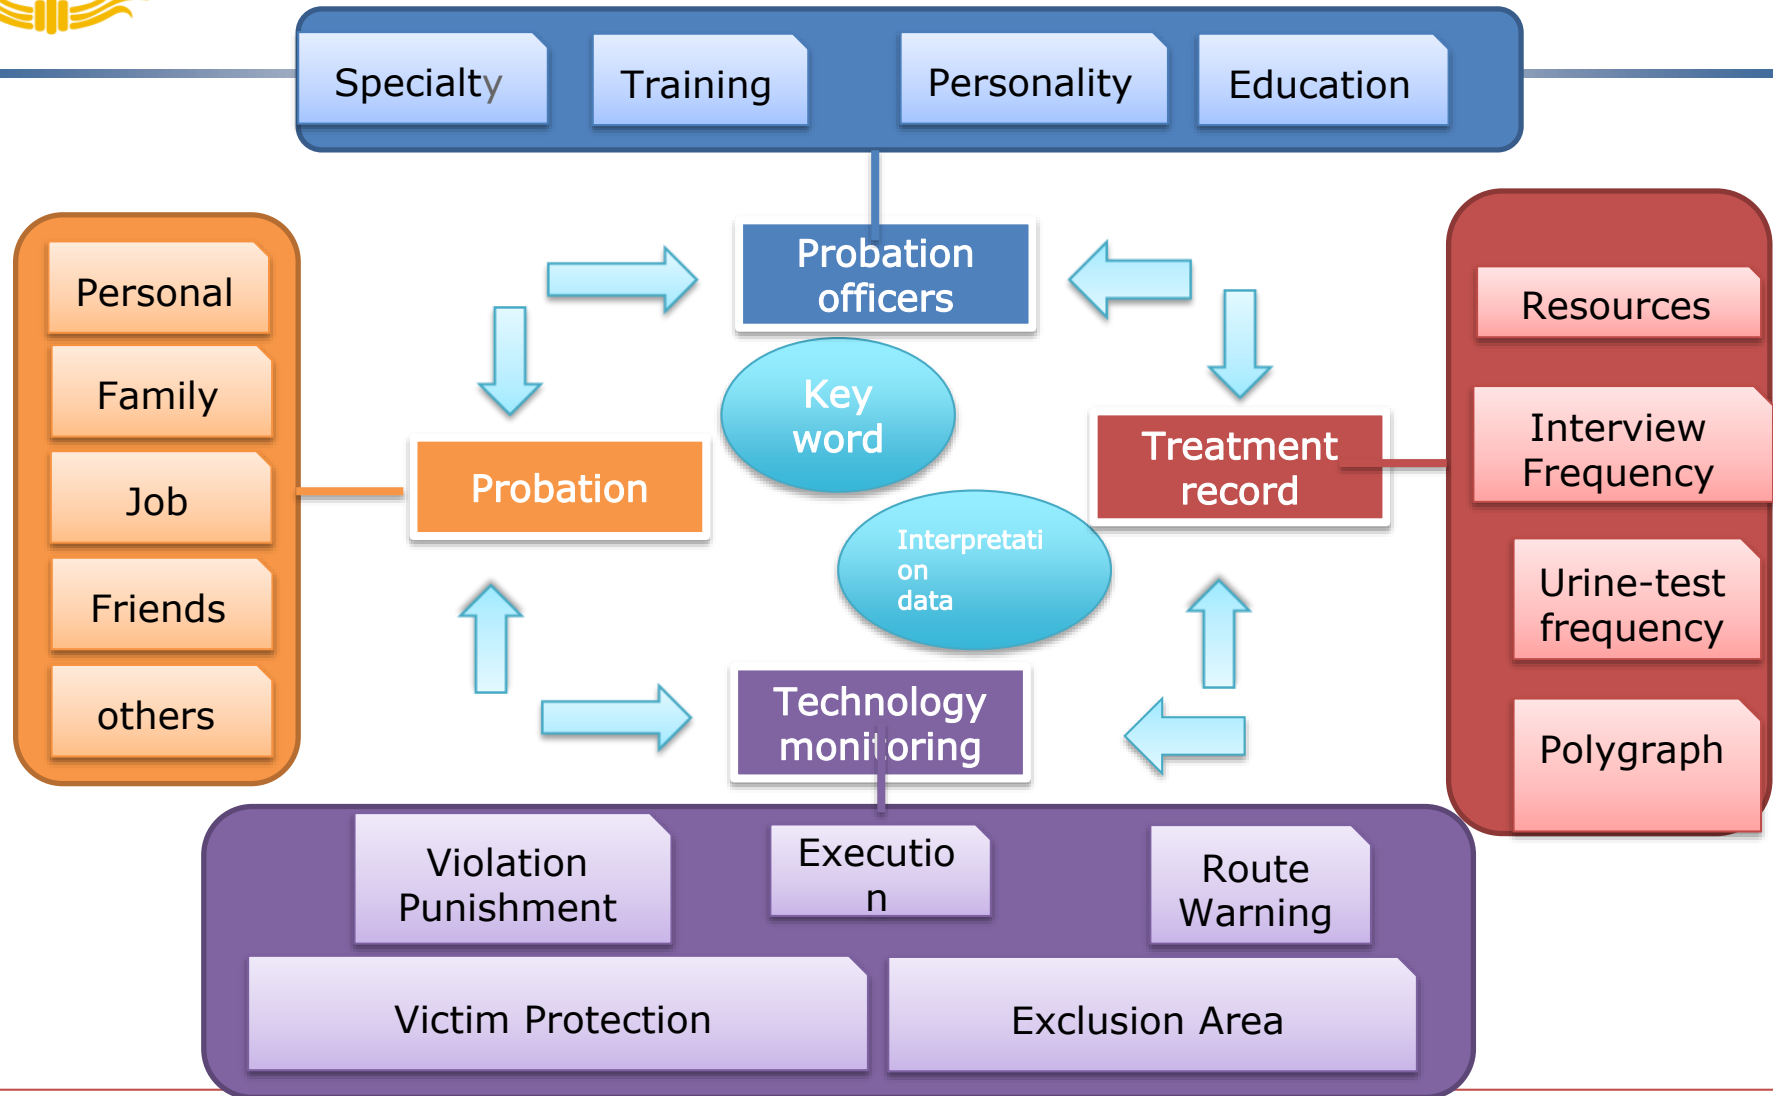 Specialty
Training
Personality
Education
Probation
officers
Personal
Family
Job
Friends
others
Resources
Interview
Frequency
Urine-test
frequency
Polygraph
Key
word
Probation
Treatment
record
Interpretati
on
data
Technology
monitoring
Violation
Punishment
Executio
n
Route
Warning
Victim Protection
Exclusion Area